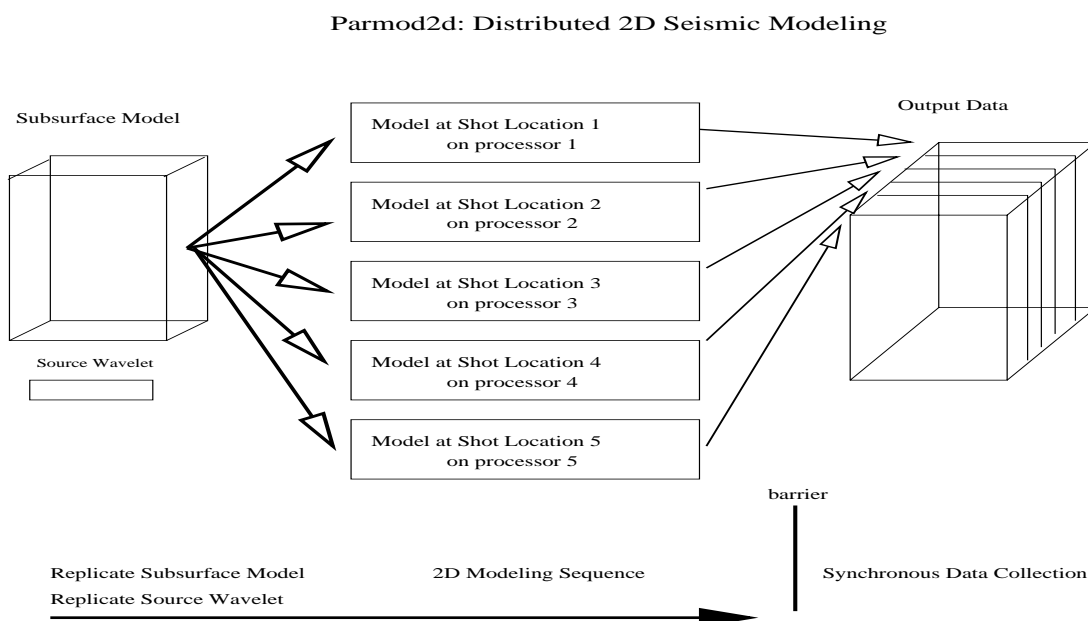 Parmod2d: Distributed 2D Seismic Modeling
Subsurface Model
Output Data
Model at Shot Location 1
on processor 1
Model at Shot Location 2
on processor 2
Model at Shot Location 3
on processor 3
Model at Shot Location 4
on processor 4
Model at Shot Location 5
on processor 5
Source Wavelet
barrier
Replicate Subsurface Model
Replicate Source Wavelet
2D Modeling Sequence
Synchronous Data Collection